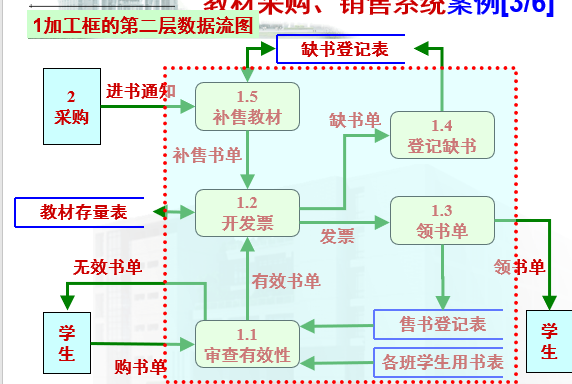 教材采购、销售系统案例[3/6]
1加工框的第二层数据流图
缺书登记表
2
采购
进书通知
1.5
补售教材
缺书单
1.4
登记缺书
补售书单
教材存量表
1.2
开发票
发票
1.3
领书单
无效书单
有效书单
领书单
学
生
购书单
1.1
审查有效性
售书登记表
各班学生用书表
学
生